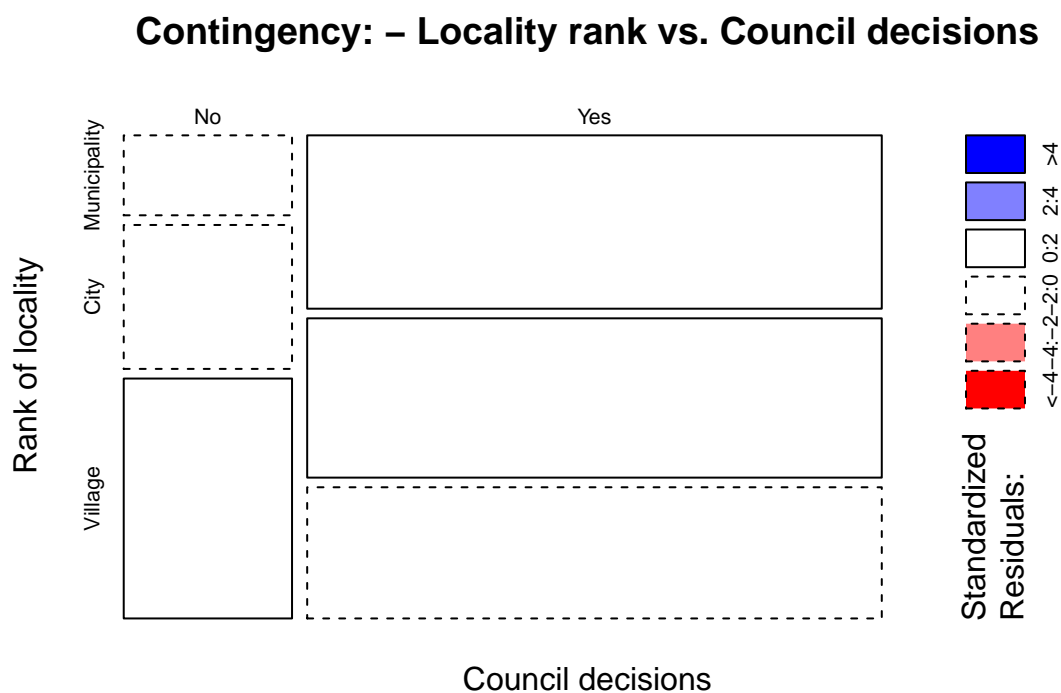 Contingency: – Locality rank vs. Council decisions
No
Yes
Municipality
City
Village
Rank of locality
Council decisions
>4
2:4
0:2
−2:0
−4:−2
<−4
Standardized
Residuals: